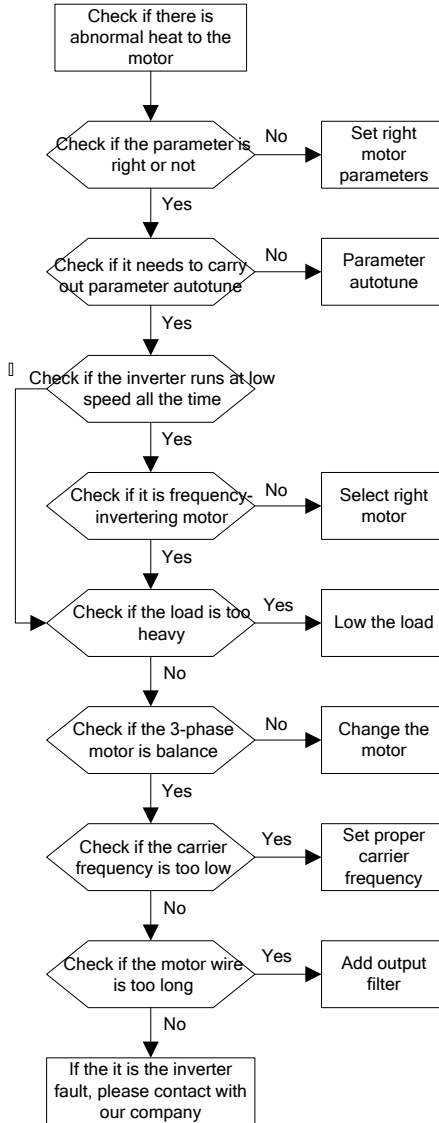 Check if there is
abnormal heat to the
motor
Check if the parameter is
right or not
No
Set right
motor
parameters
Yes
Check if it needs to carry
out parameter autotune
No
Parameter
autotune
Yes
Check if the inverter runs at low
speed all the time
Yes
Check if it is frequency-
invertering motor
No
Select right
motor
Yes
Check if the load is too
heavy
Yes
Low the load
No
Check if the 3-phase
motor is balance
No
Change the
motor
Yes
Check if the carrier
frequency is too low
Yes
Set proper
carrier
frequency
No
Check if the motor wire
is too long
Yes
Add output
filter
No
If the it is the inverter
fault, please contact with
our company